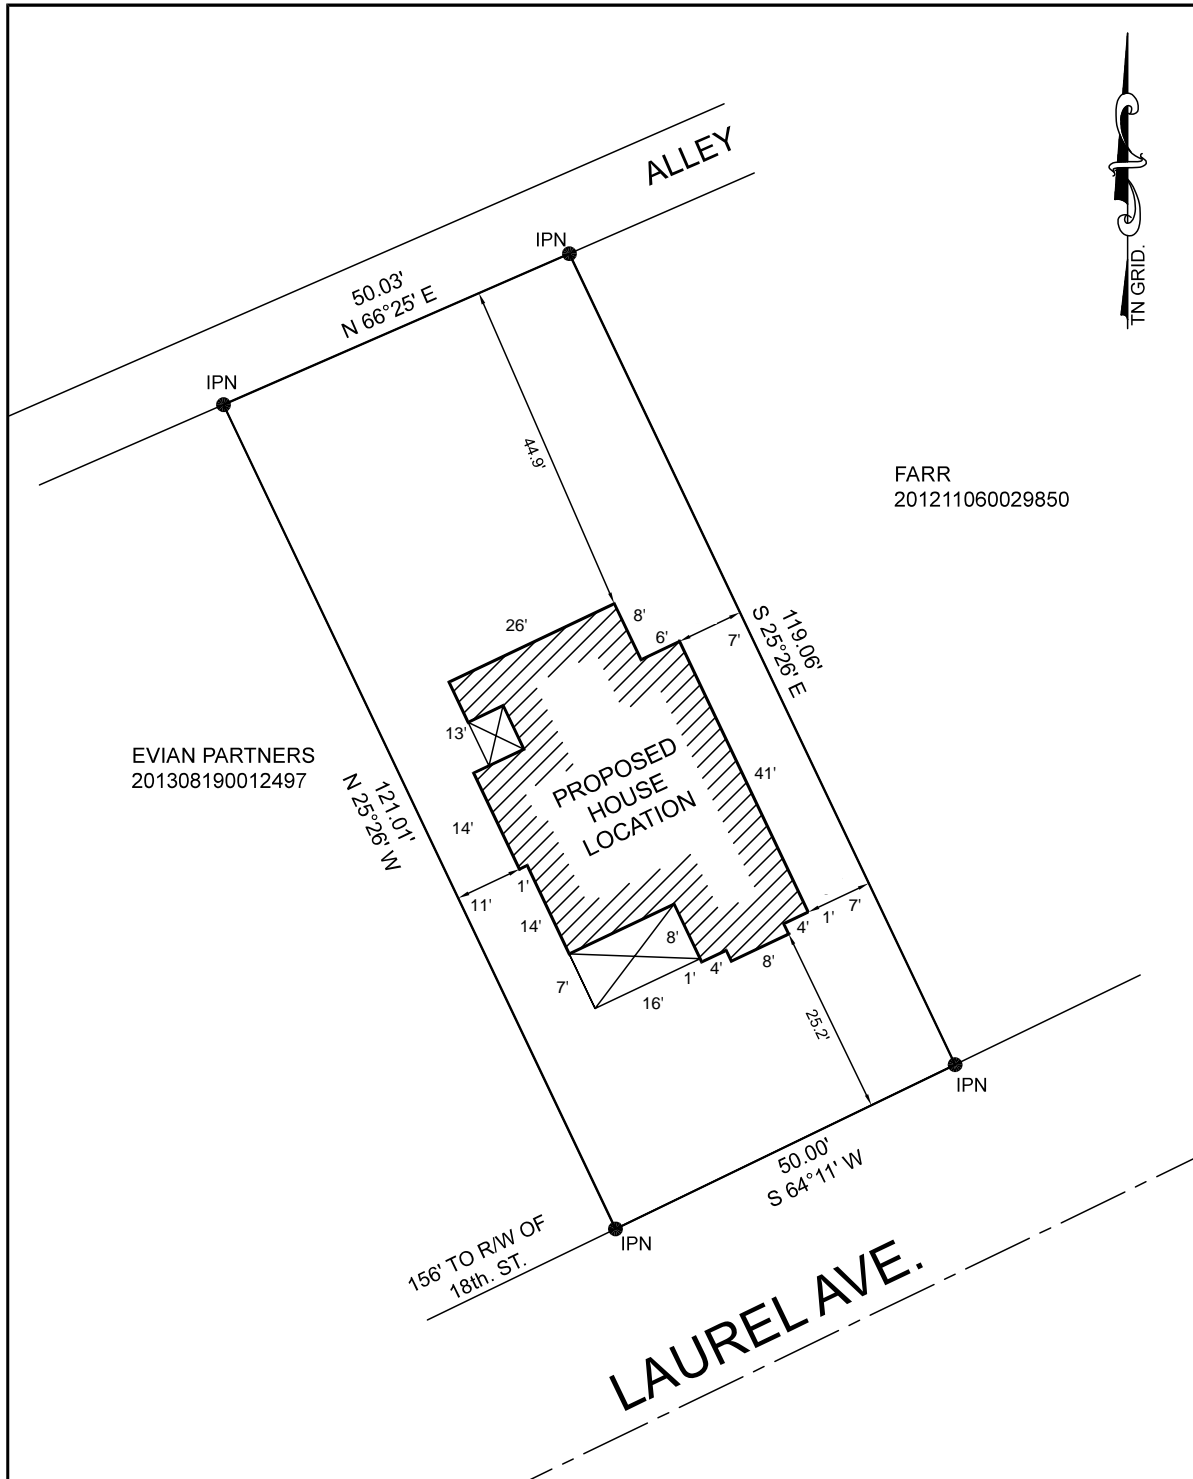 ALLEY
IPN
50.03'
N 66°25' E
IPN
TN GRID.
44.9'
FARR
201211060029850
26'
8'
6'
7'
119.06'
S 25°26' E
13'
EVIAN PARTNERS
201308190012497
PROPOSED
HOUSE
LOCATION
41'
121.01'
N 25°26' W
14'
1'
11'
14'
7'
8'
1'
4'
8'
4'
1'
7'
16'
25.2'
IPN
50.00'
S 64°11' W
156' TO R/W OF
18th. ST.
IPN
LAUREL AVE.